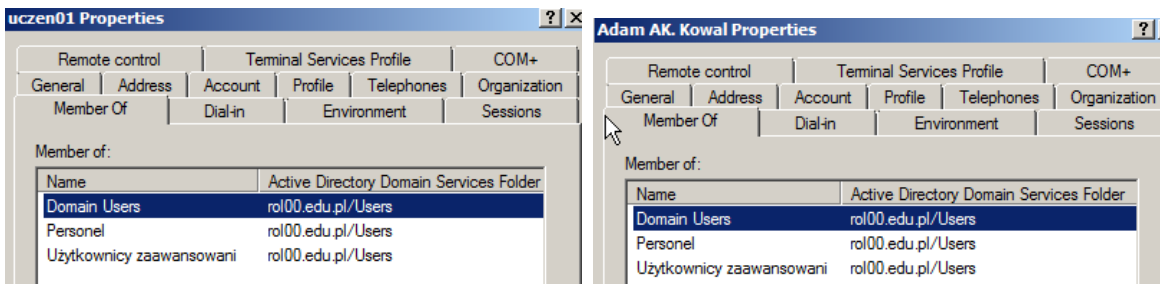 uczen01 Properties
Remote control Terminal Services Profile COM+
General Address Account Profile Telephones Organization
Member Of Dial-in Environment Sessions
Member of:
Name Active Directory Domain Services Folder
Domain Users rol00.edu.pl/Users
Personel rol00.edu.pl/Users
Użytkownicy zaawansowani rol00.edu.pl/Users
Adam AK. Kowal Properties
Remote control Terminal Services Profile COM+
General Address Account Profile Telephones Organization
Member Of Dial-in Environment Sessions
Member of:
Name Active Directory Domain Services Folder
Domain Users rol00.edu.pl/Users
Personel rol00.edu.pl/Users
Użytkownicy zaawansowani rol00.edu.pl/Users